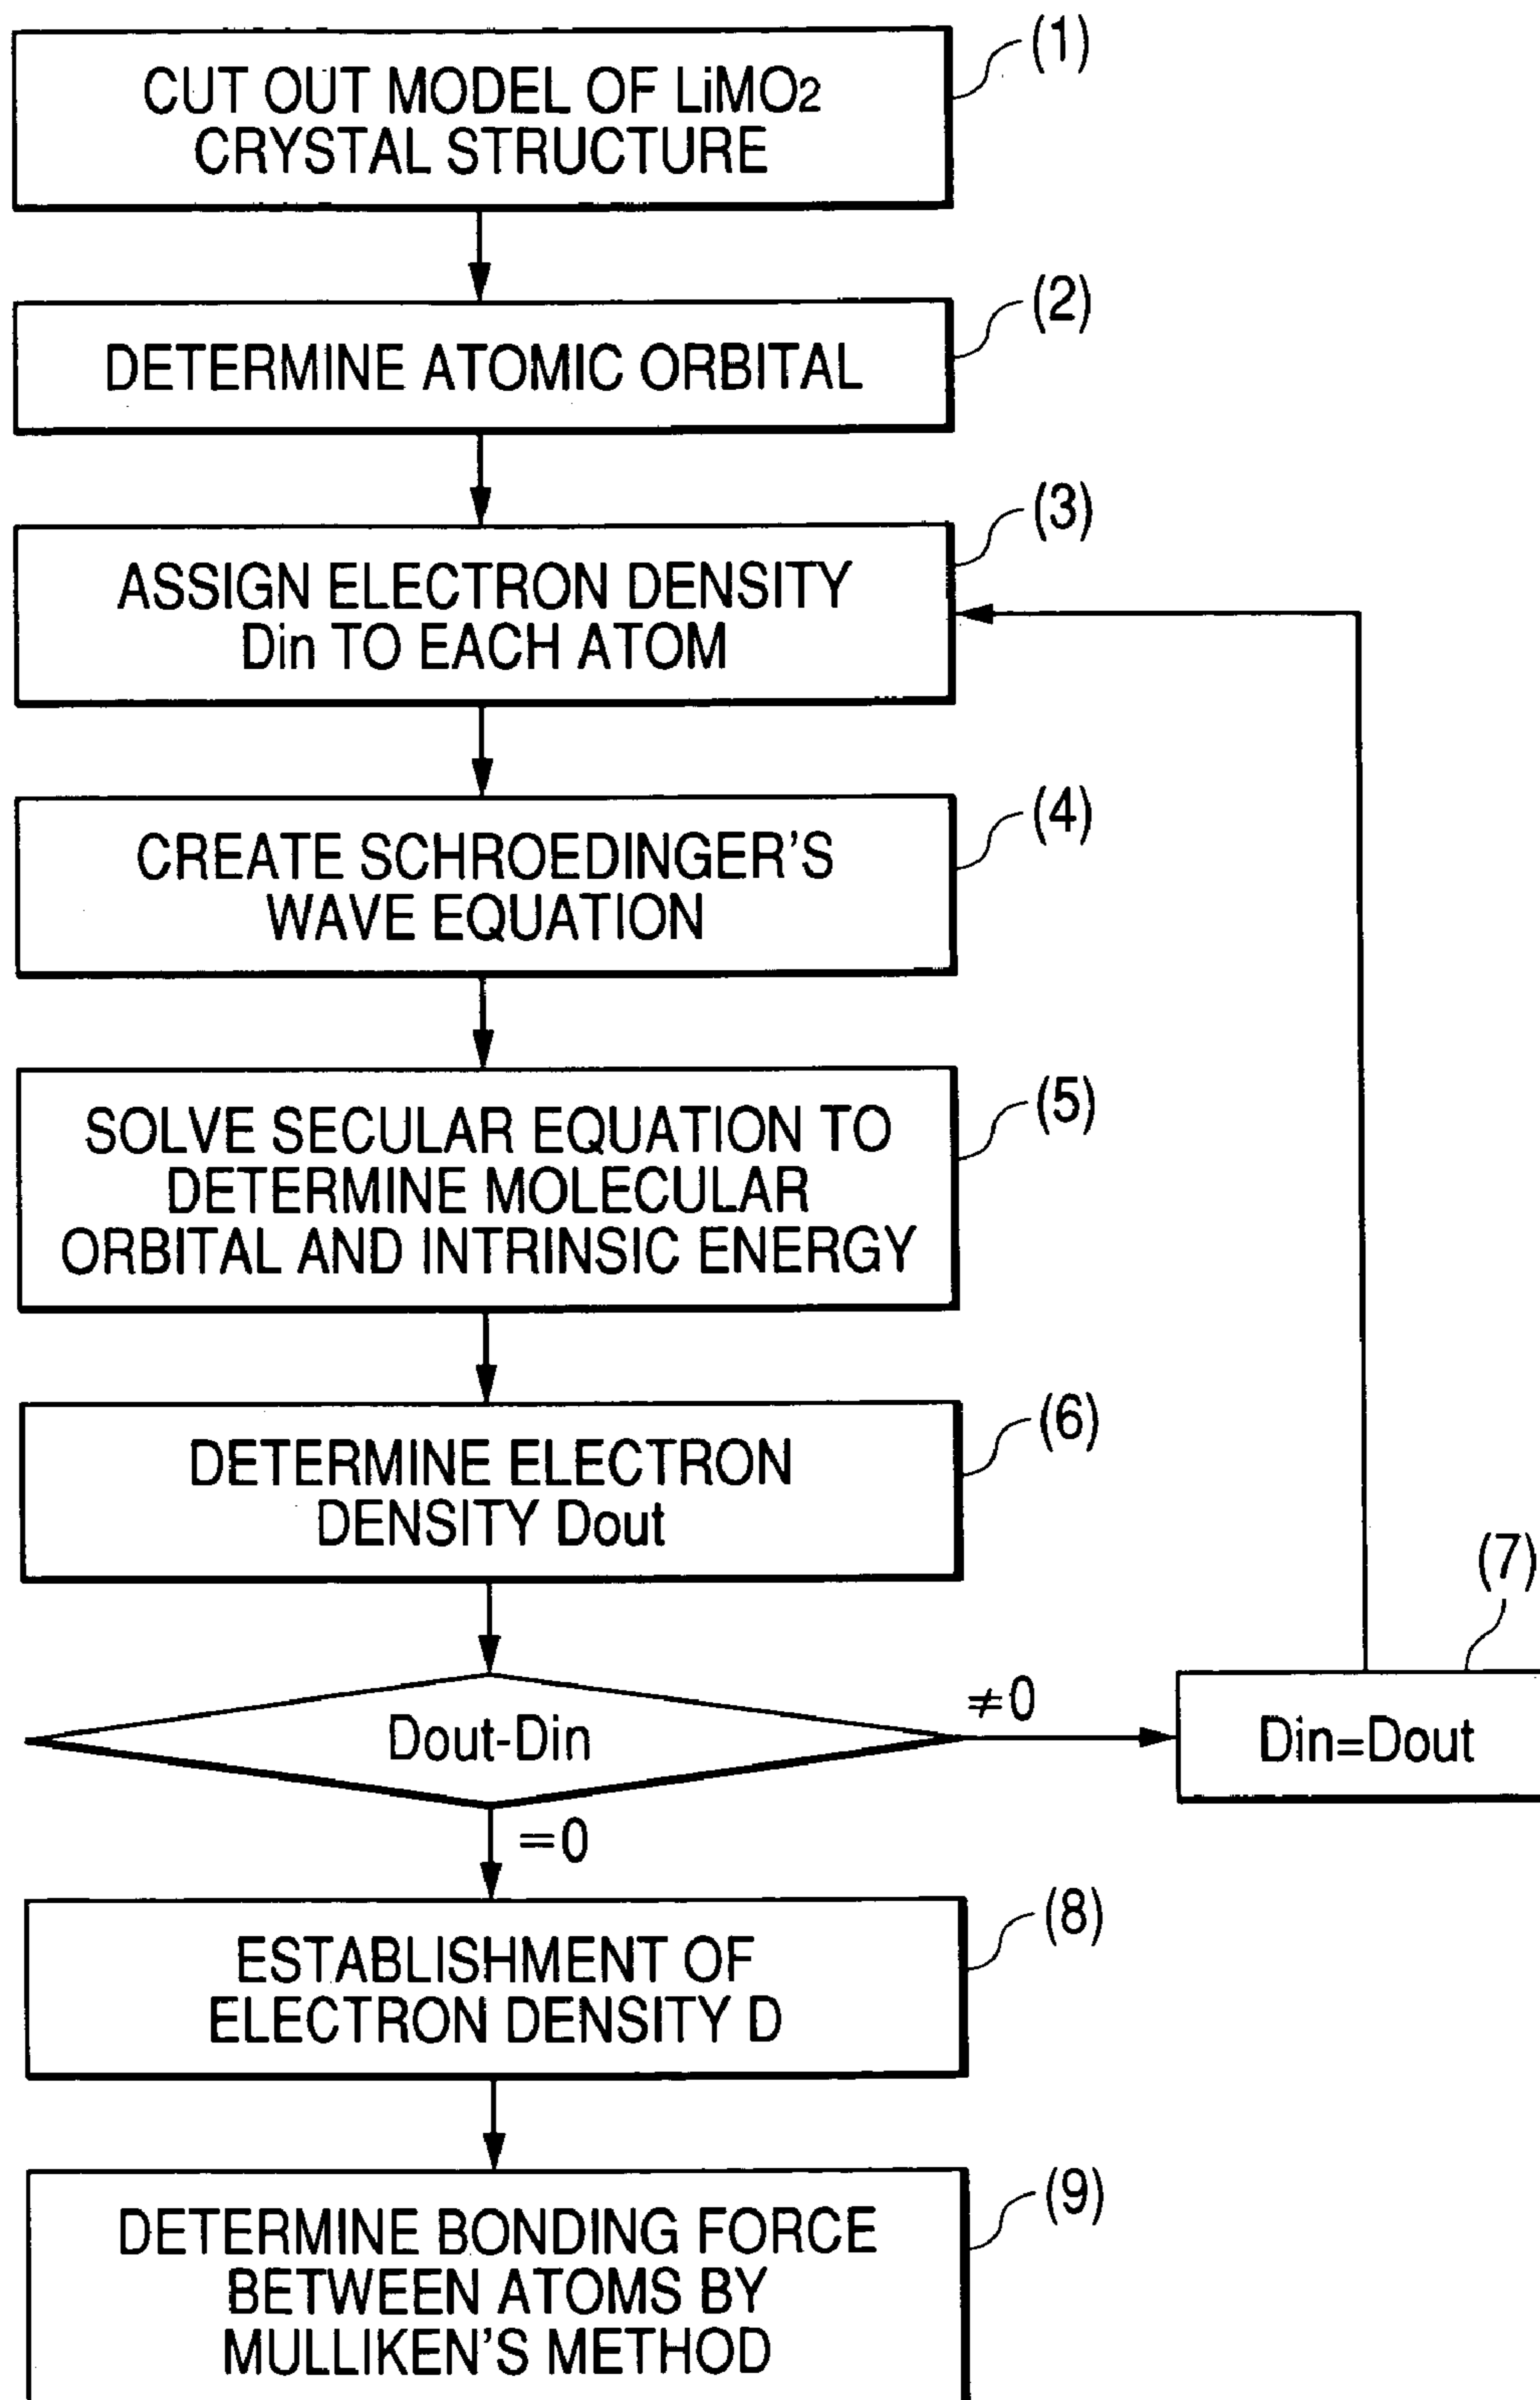 (1)
CUT OUT MODEL OF LiMO2
CRYSTAL STRUCTURE
(2)
DETERMINE ATOMIC ORBITAL
(3)
ASSIGN ELECTRON DENSITY
Din TO EACH ATOM
(4)
CREATE SCHROEDINGER'S
WAVE EQUATION
(5)
SOLVE SECULAR EQUATION TO
DETERMINE MOLECULAR
ORBITAL AND INTRINSIC ENERGY
(6)
DETERMINE ELECTRON
DENSITY Dout
(7)
≠0
Dout-Din
Din=Dout
=0
(8)
ESTABLISHMENT OF
ELECTRON DENSITY D
(9)
DETERMINE BONDING FORCE
BETWEEN ATOMS BY
MULLIKEN'S METHOD